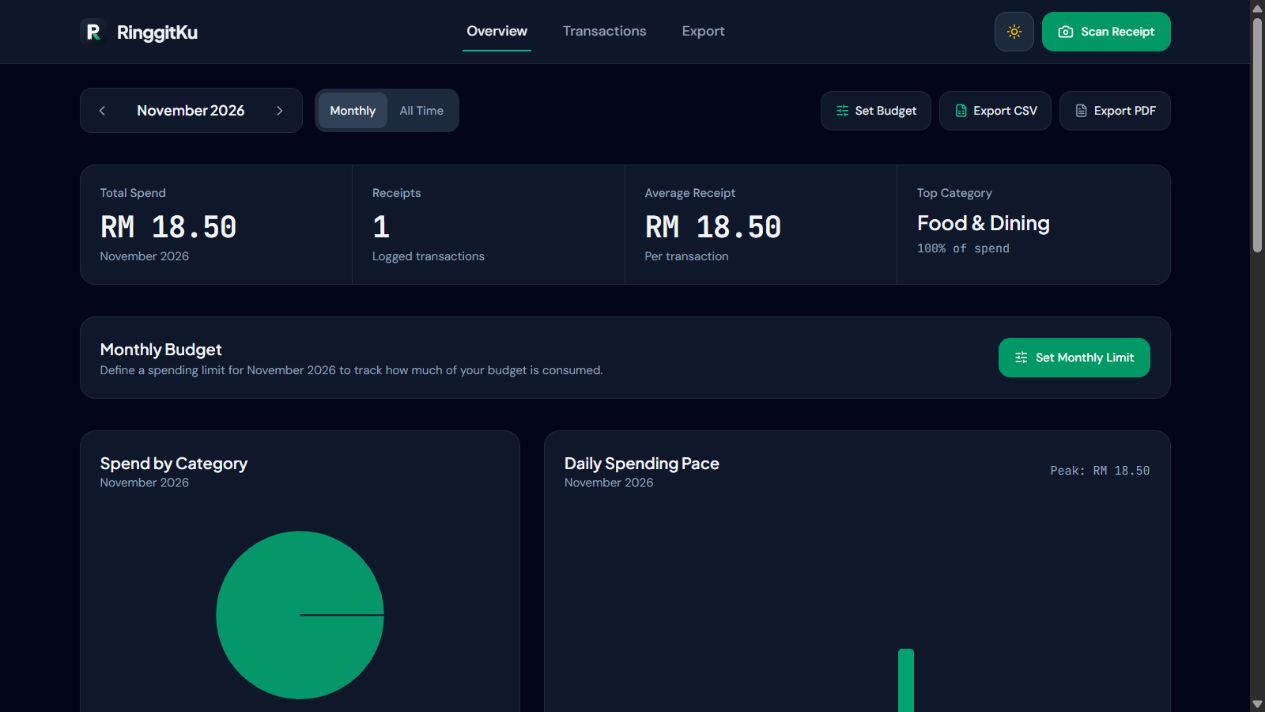 RinggitKu
Overview
Transactions
Export
Scan Receipt
November 2026
Monthly
All Time
Set Budget
Export CSV
Export PDF
Total Spend
RM 18.50
November 2026
Receipts
1
Logged transactions
Average Receipt
RM 18.50
Per transaction
Top Category
Food & Dining
100% of spend
Monthly Budget
Define a spending limit for November 2026 to track how much of your budget is consumed.
Set Monthly Limit
Spend by Category
November 2026
Daily Spending Pace
November 2026
Peak: RM 18.50